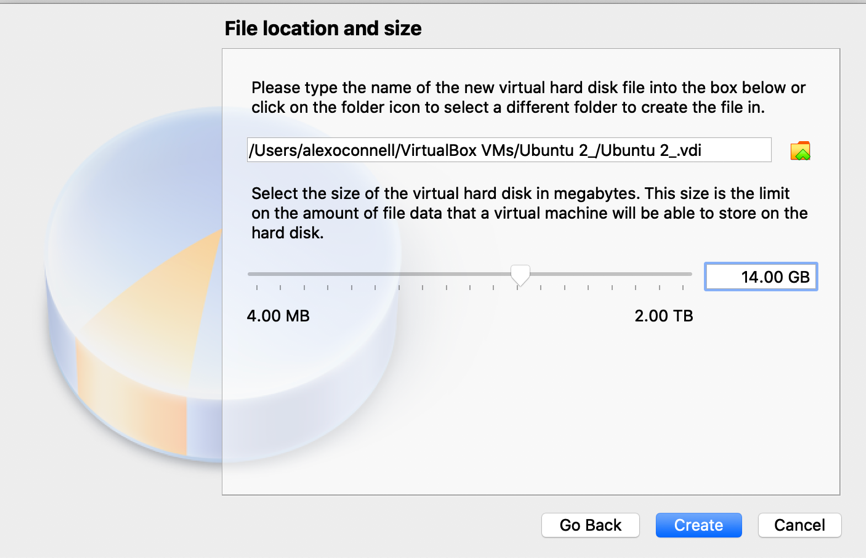 File location and size
Please type the name of the new virtual hard disk file into the box below or
click on the folder icon to select a different folder to create the file in.
/Users/alexoconnell/VirtualBox VMs/Ubuntu 2_/Ubuntu 2_.vdi
Select the size of the virtual hard disk in megabytes. This size is the limit
on the amount of file data that a virtual machine will be able to store on the
hard disk.
14.00 GB
4.00 MB 2.00 TB
Go Back Create Cancel